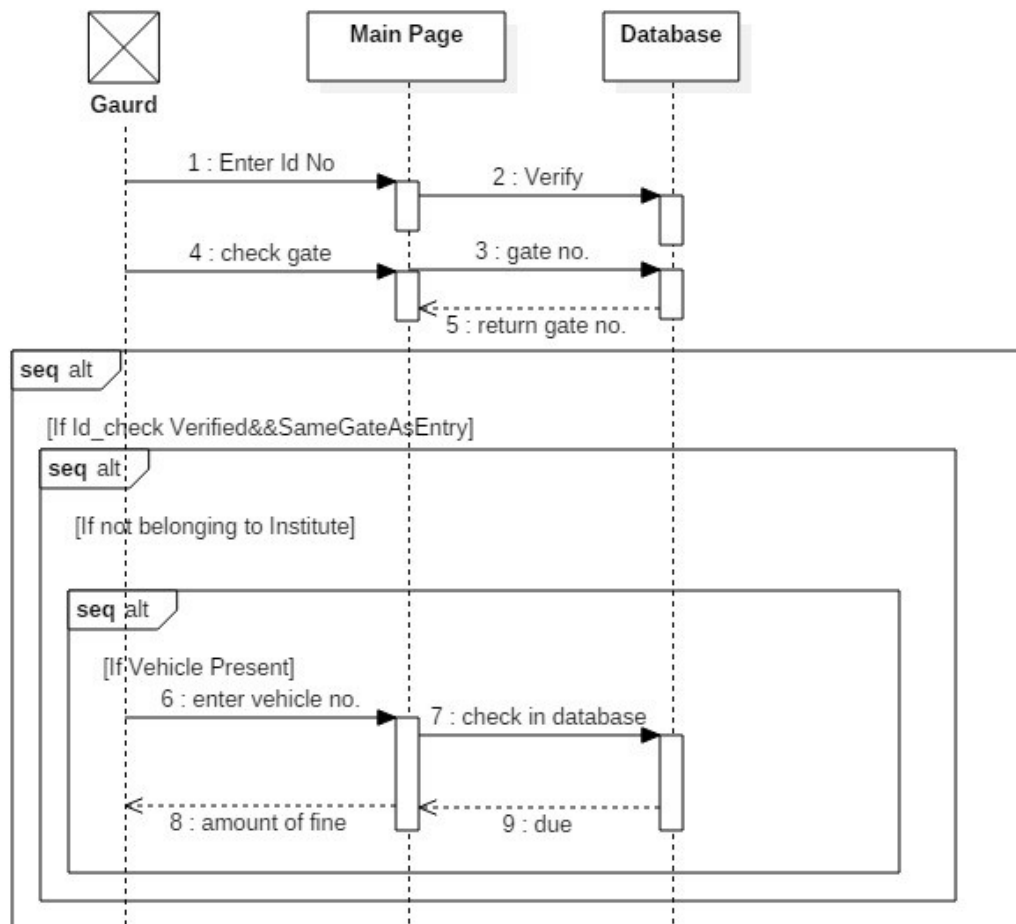 Main Page
Database
Gaurd
1 : Enter Id No
2 : Verify
4 : check gate
3 : gate no.
5 : return gate no.
seq alt
[If Id_check Verified&&SameGateAsEntry]
seq alt
[If not belonging to Institute]
seq alt
[If Vehicle Present]
6 : enter vehicle no.
7 : check in database
8 : amount of fine
9 : due